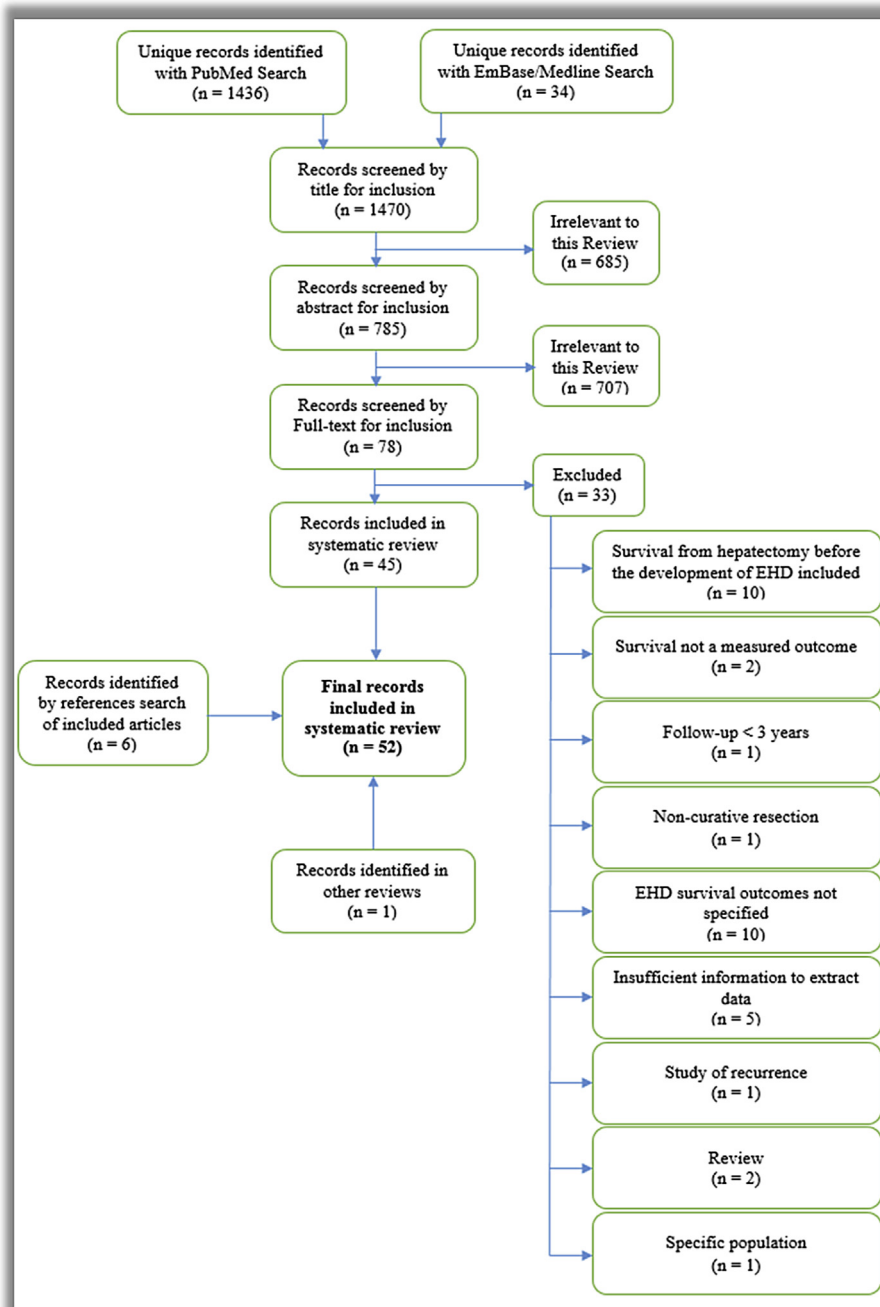 Unique records identified
with PubMed Search
(n = 1436)
Unique records identified
with EmBase/Medline Search
(n = 34)
Records screened by
title for inclusion
(n = 1470)
Irrelevant to
this Review
(n = 685)
Records screened by
abstract for inclusion
(n = 785)
Irrelevant to
this Review
(n = 707)
Records screened by
Full-text for inclusion
(n = 78)
Excluded
(n = 33)
Records included in
systematic review
(n = 45)
Survival from hepatectomy before
the development of EHD included
(n = 10)
Survival not a measured outcome
(n = 2)
Records identified
by references search
of included articles
(n = 6)
Final records
included in
systematic review
(n = 52)
Follow-up < 3 years
(n = 1)
Non-curative resection
(n = 1)
Records identified in
other reviews
(n = 1)
EHD survival outcomes not
specified
(n = 10)
Insufficient information to extract
data
(n = 5)
Study of recurrence
(n = 1)
Review
(n = 2)
Specific population
(n = 1)